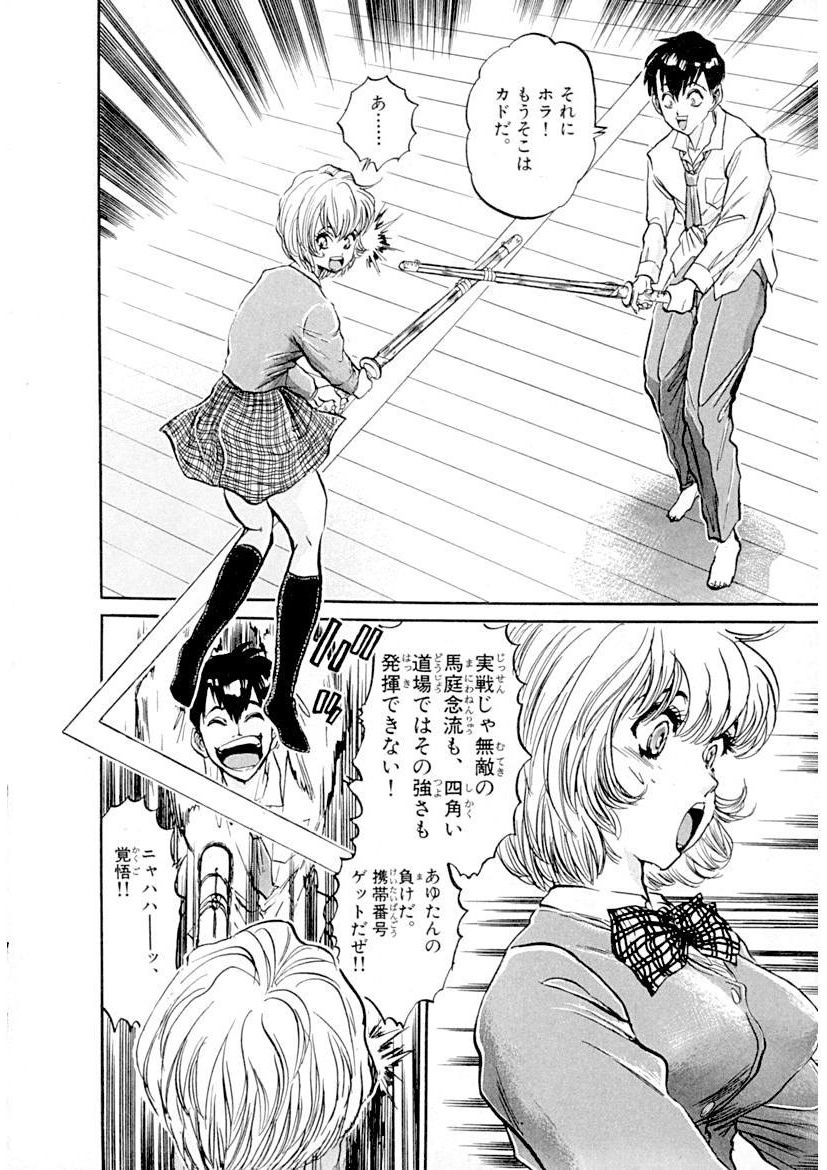 それに
ホラ!
もうそこは
カドだ。
あ……
実戦じゃ無敵の
馬庭念流も、四角い
道場ではその強さも
発揮できない!
あゆたんの
負けだ。
携帯番号
ゲットだぜ!!
ニャハハーーッ、
覚悟!!